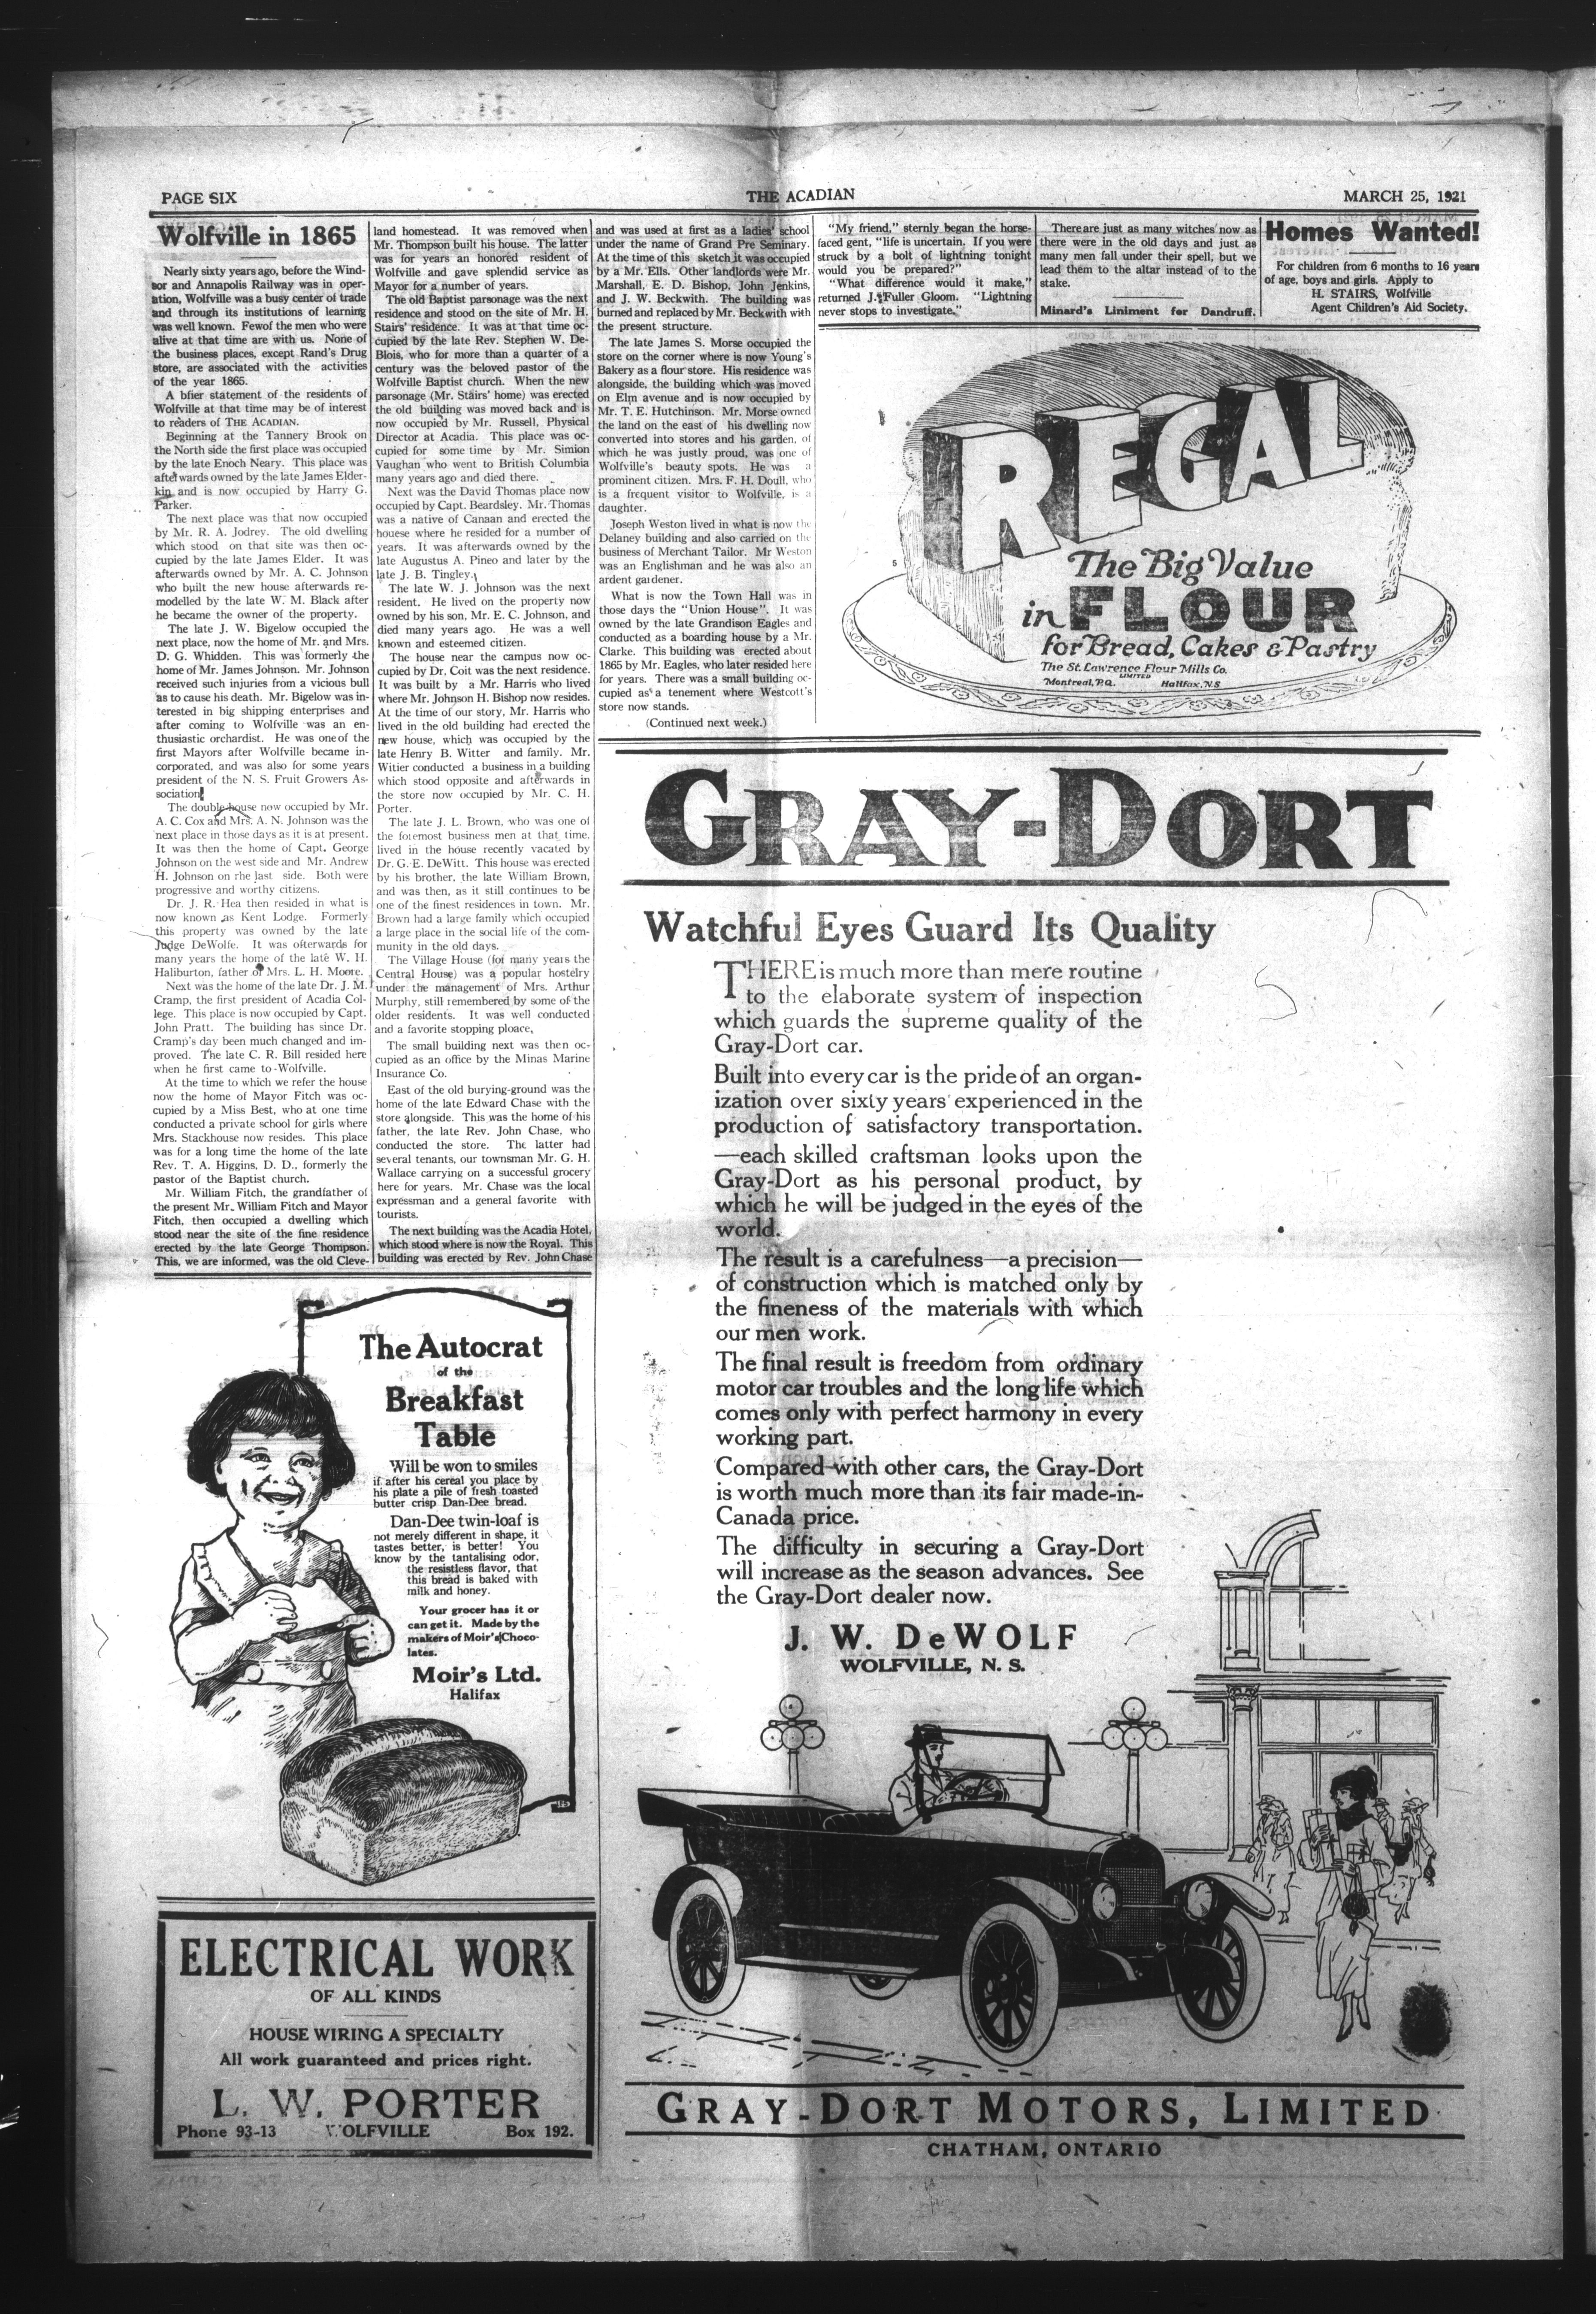 PAGE SIX
THE ACADIAN
MARCH 25, 1921
Wolfville in 1865
Nearly sixty years ago, before the Wind-
sor and Annapolis Railway was in oper-
ation, Wolfville was a busy center of trade
and through its institutions of learning
was well known. Fewof the men who were
alive at that time are with us. None of
the business places, except Rand's Drug
store, are associated with the activities
of the year 1865.
A bfier statement of the residents of
Wolfville at that time may be of interest
to readers of THE ACADIAN.
Beginning at the Tannery Brook on
the North side the first place was occupied
by the late Enoch Neary. This place was
afterwards owned by the late James Elder-
kin and is now occupied by Harry G.
Parker.
The next place was that now occupied
by Mr. R. A. Jodrey. The old dwelling
which stood on that site was then oc-
cupied by the late James Elder. It was
afterwards owned by Mr. A. C. Johnson
who built the new house afterwards re-
modelled by the late W. M. Black after
he became the owner of the property.
The late J. W. Bigelow occupied the
next place, now the home of Mr. and Mrs.
D. G. Whidden. This was formerly the
home of Mr. James Johnson. Mr. Johnson
received such injuries from a vicious bull
as to cause his death. Mr. Bigelow was in-
terested in big shipping enterprises and
after coming to Wolfville was an en-
thusiastic orchardist. He was one of the
first Mayors after Wolfville became in-
corporated, and was also for some years
president of the N. S. Fruit Growers As-
sociation.
The double house now occupied by Mr.
A. C. Cox and Mrs. A. N. Johnson was the
next place in those days as it is at present.
It was then the home of Capt. George
Johnson on the west side and Mr. Andrew
H. Johnson on rhe last side. Both were
progressive and worthy citizens.
Dr. J. R. Hea then resided in what is
now known as Kent Lodge. Formerly
this property was owned by the late
Judge DeWolfe. It was ofterwards for
many years the home of the late W. H.
Haliburton, father of Mrs. L. H. Moore.
Next was the home of the late Dr. J. M.
Cramp, the first president of Acadia Col-
lege. This place is now occupied by Capt.
John Pratt. The building has since Dr.
Cramp's day been much changed and im-
proved. The late C. R. Bill resided here
when he first came to Wolfville.
At the time to which we refer the house
now the home of Mayor Fitch was oc-
cupied by a Miss Best, who at one time
conducted a private school for girls where
Mrs. Stackhouse now resides. This place
was for a long time the home of the late
Rev. T. A. Higgins, D. D., formerly the
pastor of the Baptist church.
Mr. William Fitch, the grandfather of
the present Mr. William Fitch and Mayor
Fitch, then occupied a dwelling which
stood near the site of the fine residence
erected by the late George Thompson.
This, we are informed, was the old Cleve-
land homestead. It was removed when
Mr. Thompson built his house. The latter
was for years an honored resident of
Wolfville and gave splendid service as
Mayor for a number of years.
The old Baptist parsonage was the next
residence and stood on the site of Mr. H.
Stairs' residence. It was at that time oc-
cupied by the late Rev. Stephen W. De-
Blois, who for more than a quarter of a
century was the beloved pastor of the
Wolfville Baptist church. When the new
parsonage (Mr. Stairs' home) was erected
the old building was moved back and is
now occupied by Mr. Russell, Physical
Director at Acadia. This place was oc-
cupied for some time by Mr. Simion
Vaughan who went to British Columbia
many years ago and died there.
Next was the David Thomas place now
occupied by Capt. Beardsley. Mr. Thomas
was a native of Canaan and erected the
houese where he resided for a number of
years. It was afterwards owned by the
late Augustus A. Pineo and later by the
late J. B. Tingley.
The late W. J. Johnson was the next
resident. He lived on the property now
owned by his son, Mr. E. C. Johnson, and
died many years ago. He was a well
known and esteemed citizen.
The house near the campus now oc-
cupied by Dr. Coit was the next residence.
It was built by a Mr. Harris who lived
where Mr. Johnson H. Bishop now resides.
At the time of our story, Mr. Harris who
lived in the old building had erected the
new house, which was occupied by the
late Henry B. Witter and family. Mr.
Witier conducted a business in a building
which stood opposite and afterwards in
the store now occupied by Mr. C. H.
Porter.
The late J. L. Brown, who was one of
the foremost business men at that time,
lived in the house recently vacated by
Dr. G. E. DeWitt. This house was erected
by his brother, the late William Brown,
and was then, as it still continues to be
one of the finest residences in town. Mr.
Brown had a large family which occupied
a large place in the social life of the com-
munity in the old days.
The Village House (for many years the
Central House) was a popular hostelry
under the management of Mrs. Arthur
Murphy, still remembered by some of the
older residents. It was well conducted
and a favorite stopping ploace,
The small building next was then oc-
cupied as an office by the Minas Marine
Insurance Co.
East of the old burying-ground was the
home of the late Edward Chase with the
store alongside. This was the home of his
father, the late Rev. John Chase, who
conducted the store. The latter had
several tenants, our townsman Mr. G. H.
Wallace carrying on a successful grocery
here for years. Mr. Chase was the local
expressman and a general favorite with
tourists.
The next building was the Acadia Hotel,
which stood where is now the Royal. This
building was erected by Rev. John Chase
and was used at first as a ladies' school
under the name of Grand Pre Seminary.
At the time of this sketch it was occupied
by a Mr. Ells. Other landlords were Mr.
Marshall, E. D. Bishop, John Jenkins,
and J. W. Beckwith. The building was
burned and replaced by Mr. Beckwith with
the present structure.
The late James S. Morse occupied the
store on the corner where is now Young's
Bakery as a flour store. His residence was
alongside, the building which was moved
on Elm avenue and is now occupied by
Mr. T. E. Hutchinson. Mr. Morse owned
the land on the east of his dwelling now
converted into stores and his garden, of
which he was justly proud, was one of
Wolfville's beauty spots. He was a
prominent citizen. Mrs. F. H. Doull, who
is a frequent visitor to Wolfville, is a
daughter.
Joseph Weston lived in what is now the
Delaney building and also carried on the
business of Merchant Tailor. Mr Weston
was an Englishman and he was also an
ardent gardener.
What is now the Town Hall was in
those days the "Union House". It was
owned by the late Grandison Eagles and
conducted as a boarding house by a Mr.
Clarke. This building was erected about
1865 by Mr. Eagles, who later resided here
for years. There was a small building oc-
cupied as a tenement where Westcott's
store now stands.
(Continued next week.)
"My friend," sternly began the horse-
faced gent, "life is uncertain. If you were
struck by a bolt of lightning tonight
would you be prepared?"
"What difference would it make,"
returned J. Fuller Gloom. "Lightning
never stops to investigate."
There are just as many witches now as
there were in the old days and just as
many men fall under their spell, but we
lead them to the altar instead of to the
stake.
Minard's Liniment for Dandruff.
Homes Wanted!
For children from 6 months to 16 years
of age, boys and girls. Apply to
H. STAIRS, Wolfville
Agent Children's Aid Society.
REGAL
The Big Value
in FLOUR
for Bread, Cakes & Pastry
The St. Lawrence Flour Mills Co.
LIMITED
Montreal, P.Q. Halifax, N.S
GRAY-DORT
Watchful Eyes Guard Its Quality
THERE is much more than mere routine
to the elaborate system of inspection
which guards the supreme quality of the
Gray-Dort car.
Built into every car is the pride of an organ-
ization over sixty years experienced in the
production of satisfactory transportation.
—each skilled craftsman looks upon the
Gray-Dort as his personal product, by
which he will be judged in the eyes of the
world.
The result is a carefulness—a precision—
of construction which is matched only by
the fineness of the materials with which
our men work.
The final result is freedom from ordinary
motor car troubles and the long life which
comes only with perfect harmony in every
working part.
Compared with other cars, the Gray-Dort
is worth much more than its fair made-in-
Canada price.
The difficulty in securing a Gray-Dort
will increase as the season advances. See
the Gray-Dort dealer now.
J. W. DeWOLF
WOLFVILLE, N. S.
GRAY-DORT MOTORS, LIMITED
CHATHAM, ONTARIO
The Autocrat
of the
Breakfast
Table
Will be won to smiles
if after his cereal you place by
his plate a pile of fresh toasted
butter crisp Dan-Dee bread.
Dan-Dee twin-loaf is
not merely different in shape, it
tastes better, is better! You
know by the tantalising odor,
the resistless flavor, that
this bread is baked with
milk and honey.
Your grocer has it or
can get it. Made by the
makers of Moir's Choco-
lates.
Moir's Ltd.
Halifax
ELECTRICAL WORK
OF ALL KINDS
HOUSE WIRING A SPECIALTY
All work guaranteed and prices right.
L. W. PORTER
Phone 93-13 WOLFVILLE Box 192.